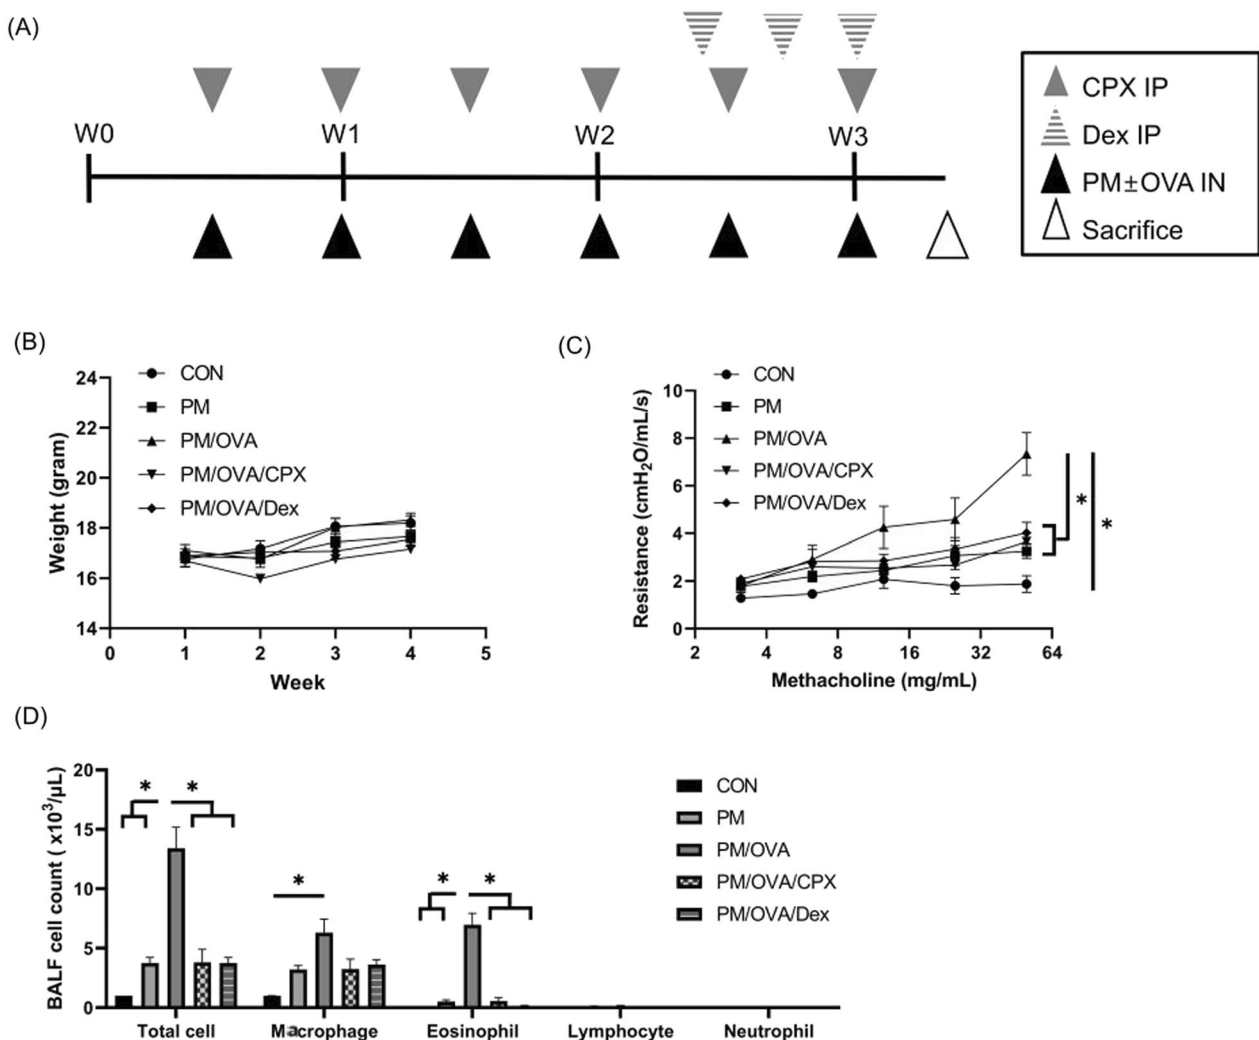 (A)
W0 W1 W2 W3
CPX IP
Dex IP
PM±OVA IN
Sacrifice
(B)
CON
PM
PM/OVA
PM/OVA/CPX
PM/OVA/Dex
24
22
20
18
16
14
Weight (gram)
0 1 2 3 4 5
Week
(C)
CON
PM
PM/OVA
PM/OVA/CPX
PM/OVA/Dex
10
8
6
4
2
0
Resistance (cmH₂O/mL/s)
2 4 8 16 32 64
Methacholine (mg/mL)
*
*
(D)
20
15
10
5
0
BALF cell count ( x10³/µL)
* *
*
* *
Total cell Macrophage Eosinophil Lymphocyte Neutrophil
CON
PM
PM/OVA
PM/OVA/CPX
PM/OVA/Dex